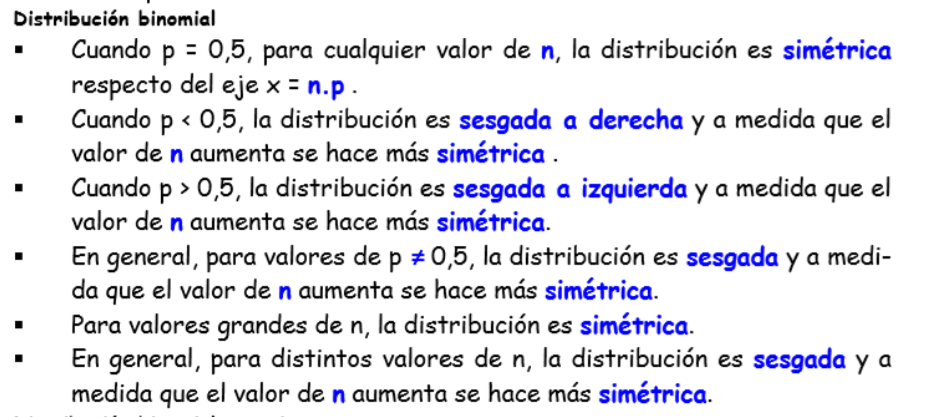 Distribución binomial
▪ Cuando p = 0,5, para cualquier valor de n, la distribución es simétrica
respecto del eje x = n.p .
▪ Cuando p < 0,5, la distribución es sesgada a derecha y a medida que el
valor de n aumenta se hace más simétrica .
▪ Cuando p > 0,5, la distribución es sesgada a izquierda y a medida que el
valor de n aumenta se hace más simétrica.
▪ En general, para valores de p ≠ 0,5, la distribución es sesgada y a medi-
da que el valor de n aumenta se hace más simétrica.
▪ Para valores grandes de n, la distribución es simétrica.
▪ En general, para distintos valores de n, la distribución es sesgada y a
medida que el valor de n aumenta se hace más simétrica.